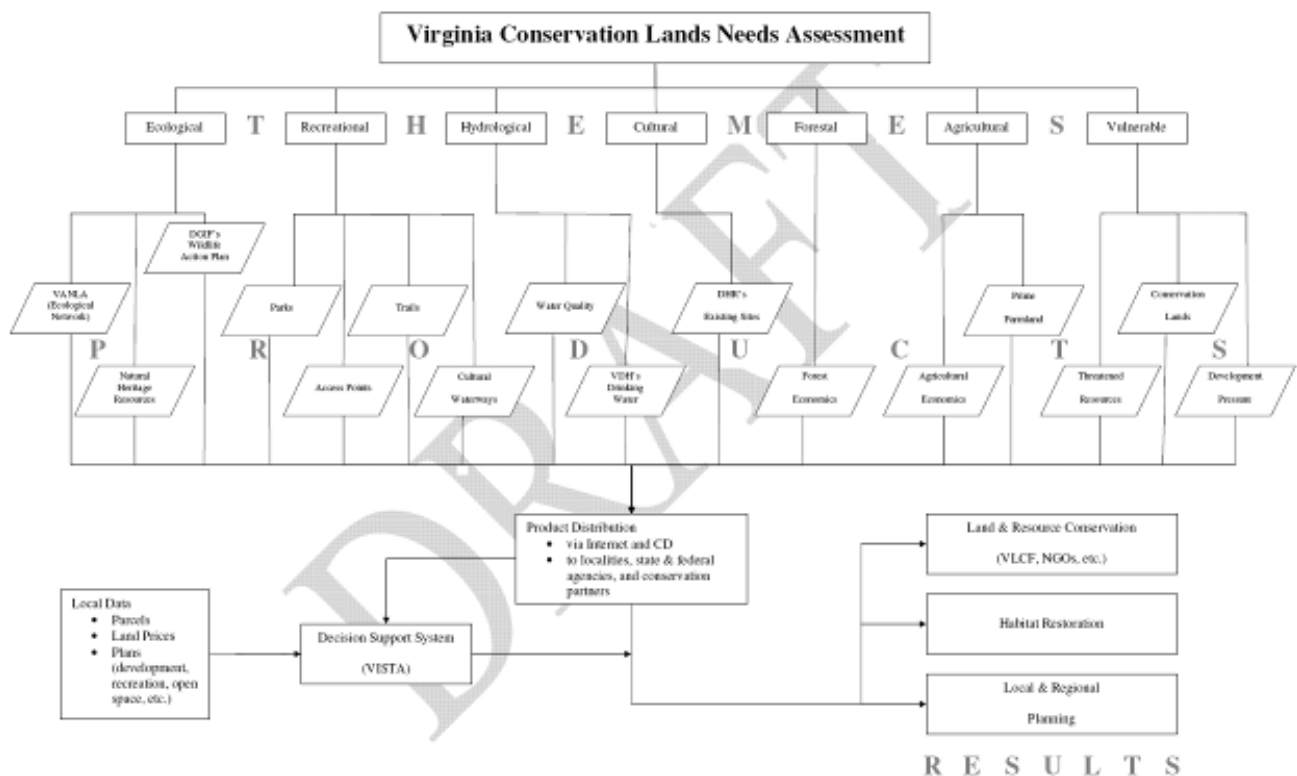 Virginia Conservation Lands Needs Assessment
Ecological
T
Recreational
H
Hydrological
E
Cultural
M
Forestal
E
Agricultural
S
Vulnerable
DGIF's
Wildlife
Action Plan
VANLA
(Ecological
Network)
Parks
Trails
Water Quality
DHR's
Existing Sites
Prime
Farmland
Conservation
Lands
P
R
O
D
U
C
T
S
Natural
Heritage
Resources
Access Points
Cultural
Waterways
VDH's
Drinking
Water
Forest
Economics
Agricultural
Economics
Threatened
Resources
Development
Pressure
DRAFT
Product Distribution
• via Internet and CD
• to localities, state & federal
agencies, and conservation
partners
Land & Resource Conservation
(VLCF, NGOs, etc.)
Local Data
• Parcels
• Land Prices
• Plans
(development,
recreation, open
space, etc.)
Decision Support System
(VISTA)
Habitat Restoration
Local & Regional
Planning
R E S U L T S